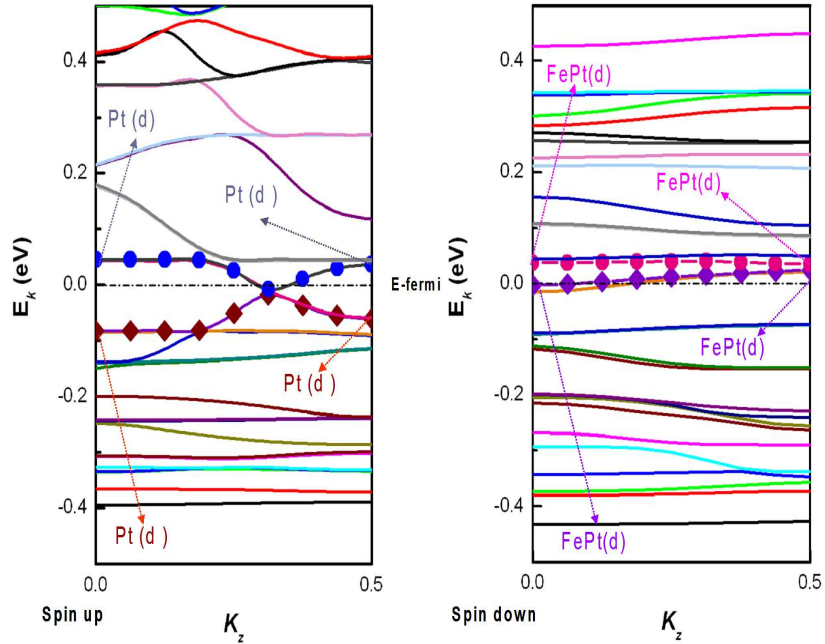 0.4
0.2
0.0
-0.2
-0.4
E_k (eV)
Pt (d)
Pt (d )
Pt (d )
Pt (d )
0.0
0.5
Spin up
K_z
E-fermi
0.4
0.2
0.0
-0.2
-0.4
E_k (eV)
FePt(d)
FePt(d)
FePt(d)
FePt(d)
0.0
0.5
Spin down
K_z